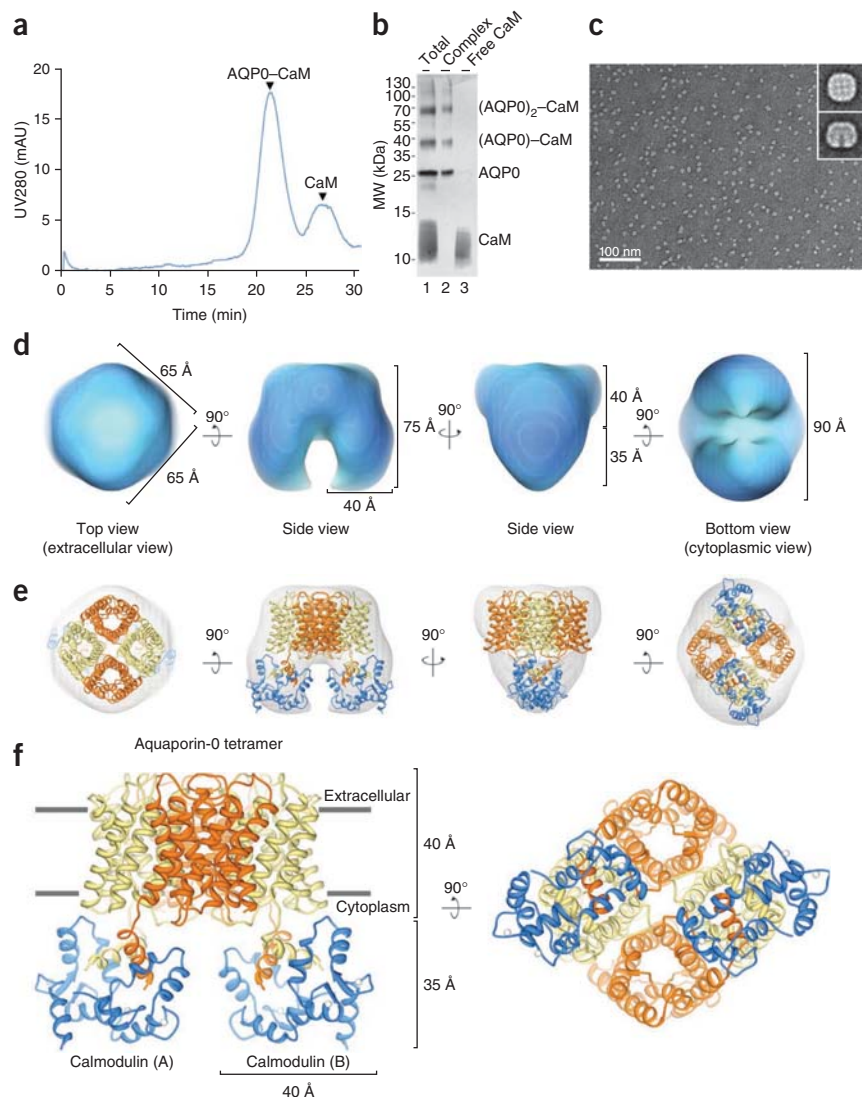 a
AQP0–CaM
CaM
UV280 (mAU)
20
15
10
5
0
0 5 10 15 20 25 30
Time (min)
b
Total
Complex
Free CaM
MW (kDa)
130
100
70
55
40
35
25
15
10
(AQP0)2–CaM
(AQP0)–CaM
AQP0
CaM
1 2 3
c
100 nm
d
65 Å
65 Å
90°
75 Å
40 Å
90°
40 Å
35 Å
90°
90 Å
Top view
(extracellular view)
Side view
Side view
Bottom view
(cytoplasmic view)
e
90°
90°
90°
Aquaporin-0 tetramer
f
Extracellular
Cytoplasm
40 Å
35 Å
90°
Calmodulin (A)
Calmodulin (B)
40 Å